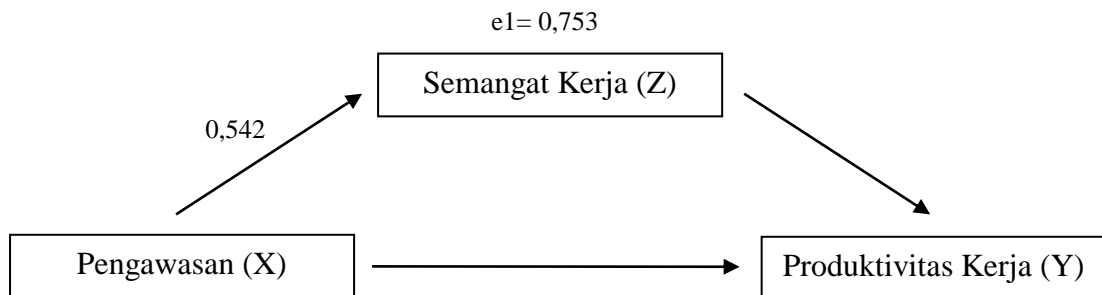 e1= 0,753
Semangat Kerja (Z)
0,542
Pengawasan (X)
Produktivitas Kerja (Y)